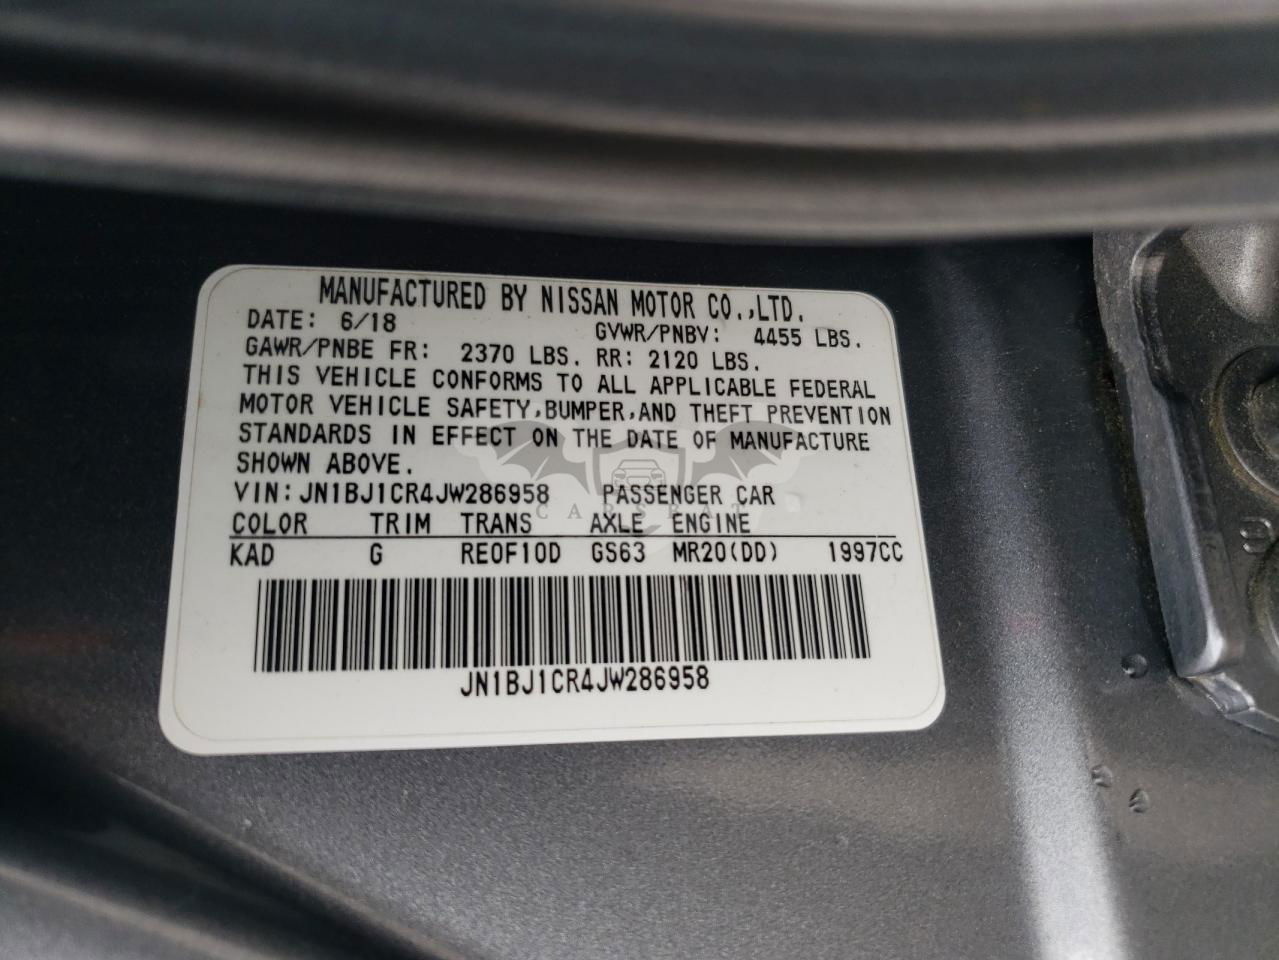 MANUFACTURED BY NISSAN MOTOR CO.,LTD.
DATE: 6/18 GVWR/PNBV: 4455 LBS.
GAWR/PNBE FR: 2370 LBS. RR: 2120 LBS.
THIS VEHICLE CONFORMS TO ALL APPLICABLE FEDERAL
MOTOR VEHICLE SAFETY,BUMPER,AND THEFT PREVENTION
STANDARDS IN EFFECT ON THE DATE OF MANUFACTURE
SHOWN ABOVE.
VIN: JN1BJ1CR4JW286958 PASSENGER CAR
COLOR TRIM TRANS AXLE ENGINE
KAD G RE0F10D GS63 MR20(DD) 1997CC
JN1BJ1CR4JW286958